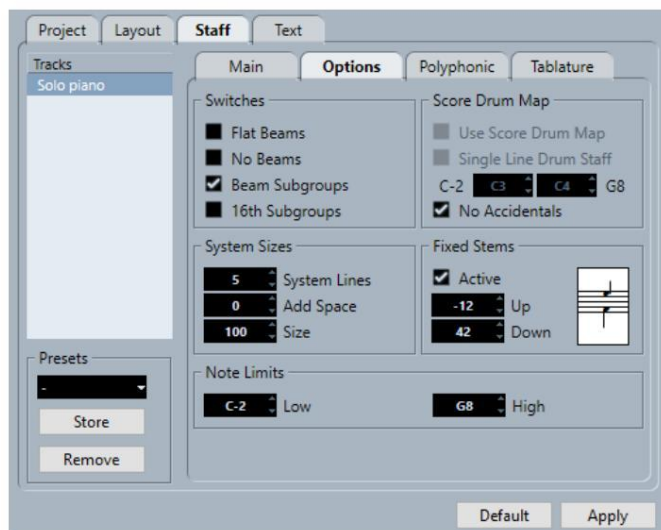 Project Layout Staff Text
Tracks
Solo piano
Main Options Polyphonic Tablature
Switches
Flat Beams
No Beams
Beam Subgroups
16th Subgroups
Score Drum Map
Use Score Drum Map
Single Line Drum Staff
C-2 C3 C4 G8
No Accidentals
System Sizes
5 System Lines
0 Add Space
100 Size
Fixed Stems
Active
-12 Up
42 Down
Presets
-
Store
Remove
Note Limits
C-2 Low G8 High
Default Apply